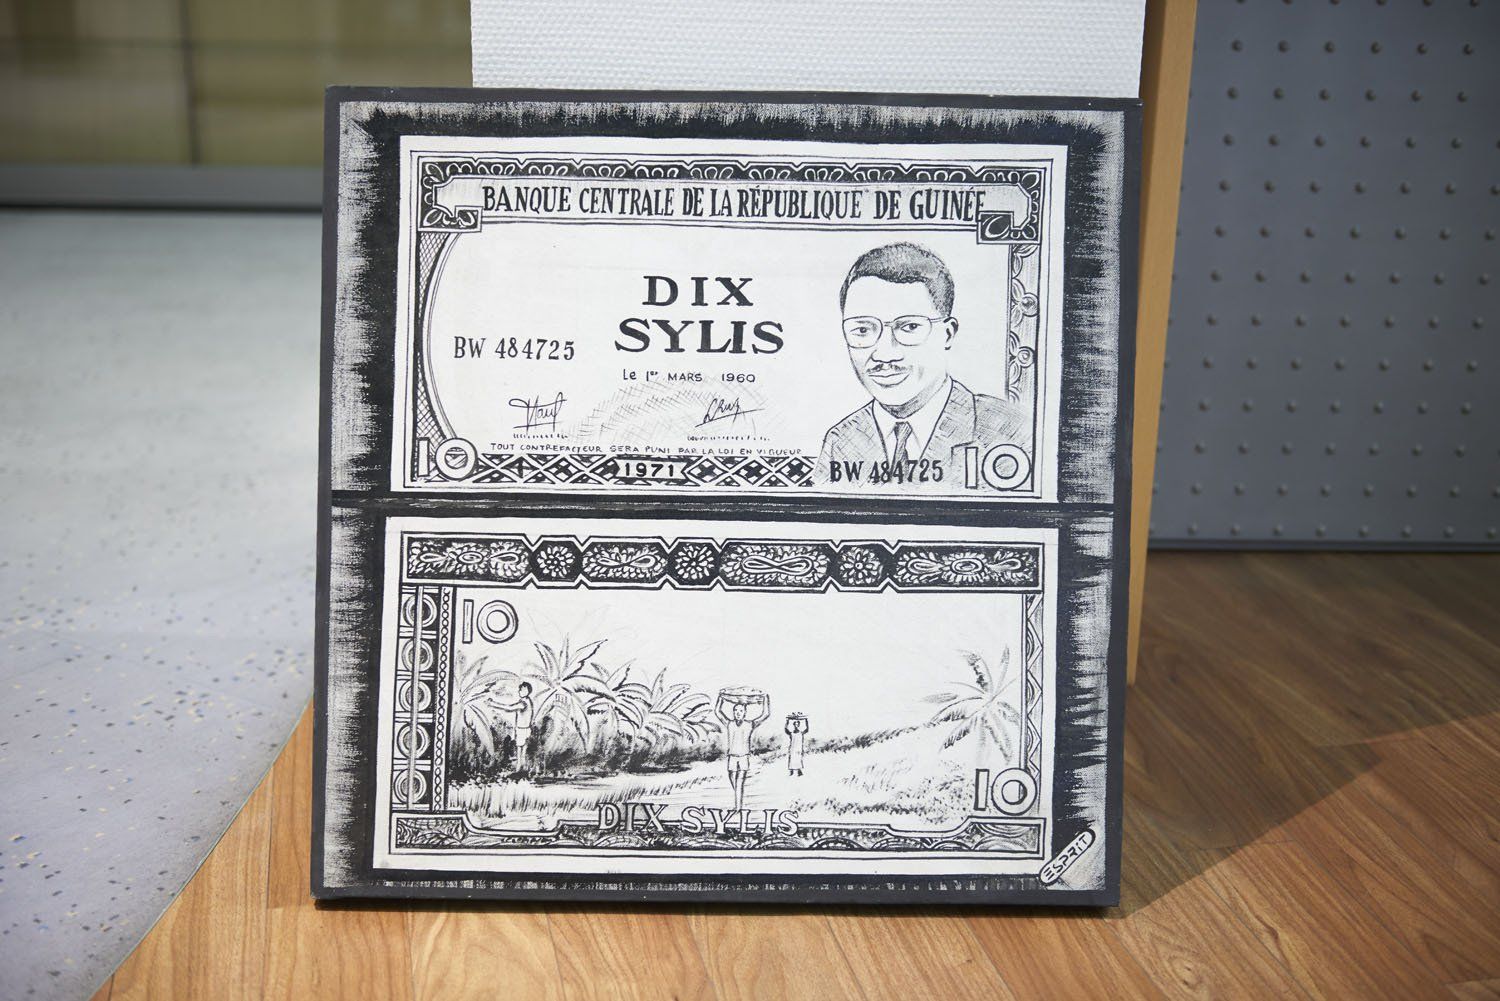 BANQUE CENTRALE DE LA RÉPUBLIQUE DE GUINÉE
DIX
SYLIS
BW 484725
Le 1er MARS 1960
TOUT CONTREFACTEUR SERA PUNI PAR LA LOI EN VIGUEUR
10
1971
BW 484725
10
10
10
DIX SYLIS
ESPRIT